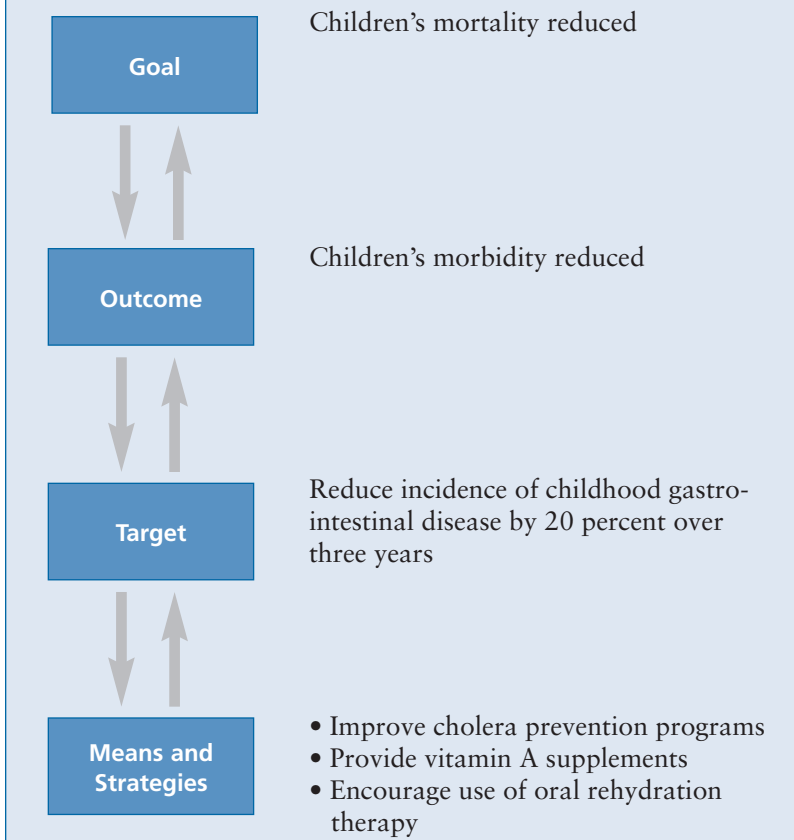 Goal
Children’s mortality reduced
Outcome
Children’s morbidity reduced
Target
Reduce incidence of childhood gastro-
intestinal disease by 20 percent over
three years
Means and
Strategies
• Improve cholera prevention programs
• Provide vitamin A supplements
• Encourage use of oral rehydration
therapy